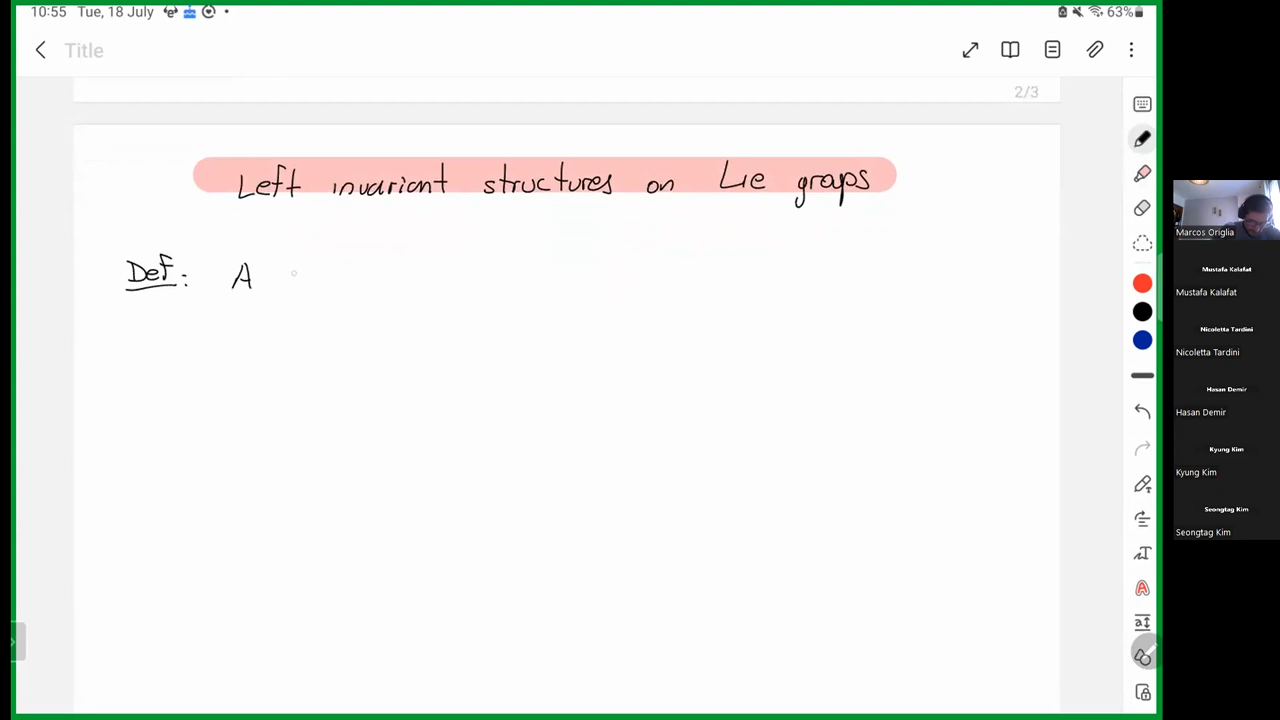 10:55 Tue, 18 July
63%
Title
2/3
Left invariant structures on Lie graps
Def: A
Marcos Origlia
Mustafa Kalafat
Mustafa Kalafat
Nicoletta Tardini
Nicoletta Tardini
Hasan Demir
Hasan Demir
Kyung Kim
Kyung Kim
Seongtag Kim
Seongtag Kim